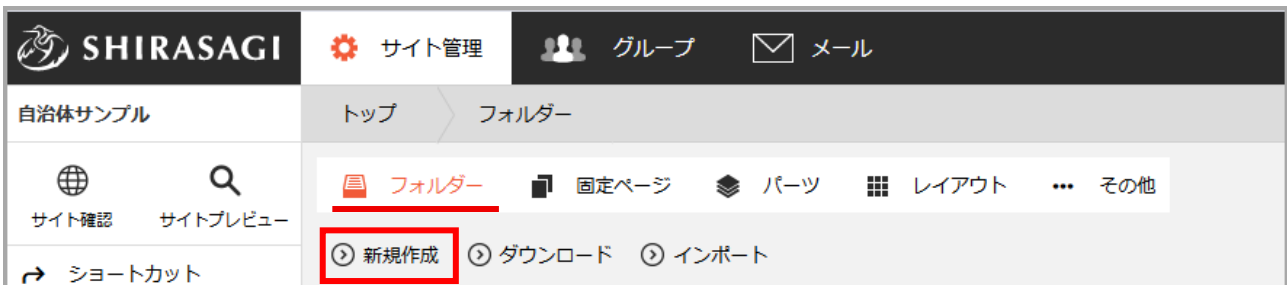 SHIRASAGI サイト管理 グループ メール
自治体サンプル トップ フォルダー
フォルダー 固定ページ パーツ レイアウト ... その他
サイト確認 サイトプレビュー
新規作成 ダウンロード インポート
ショートカット